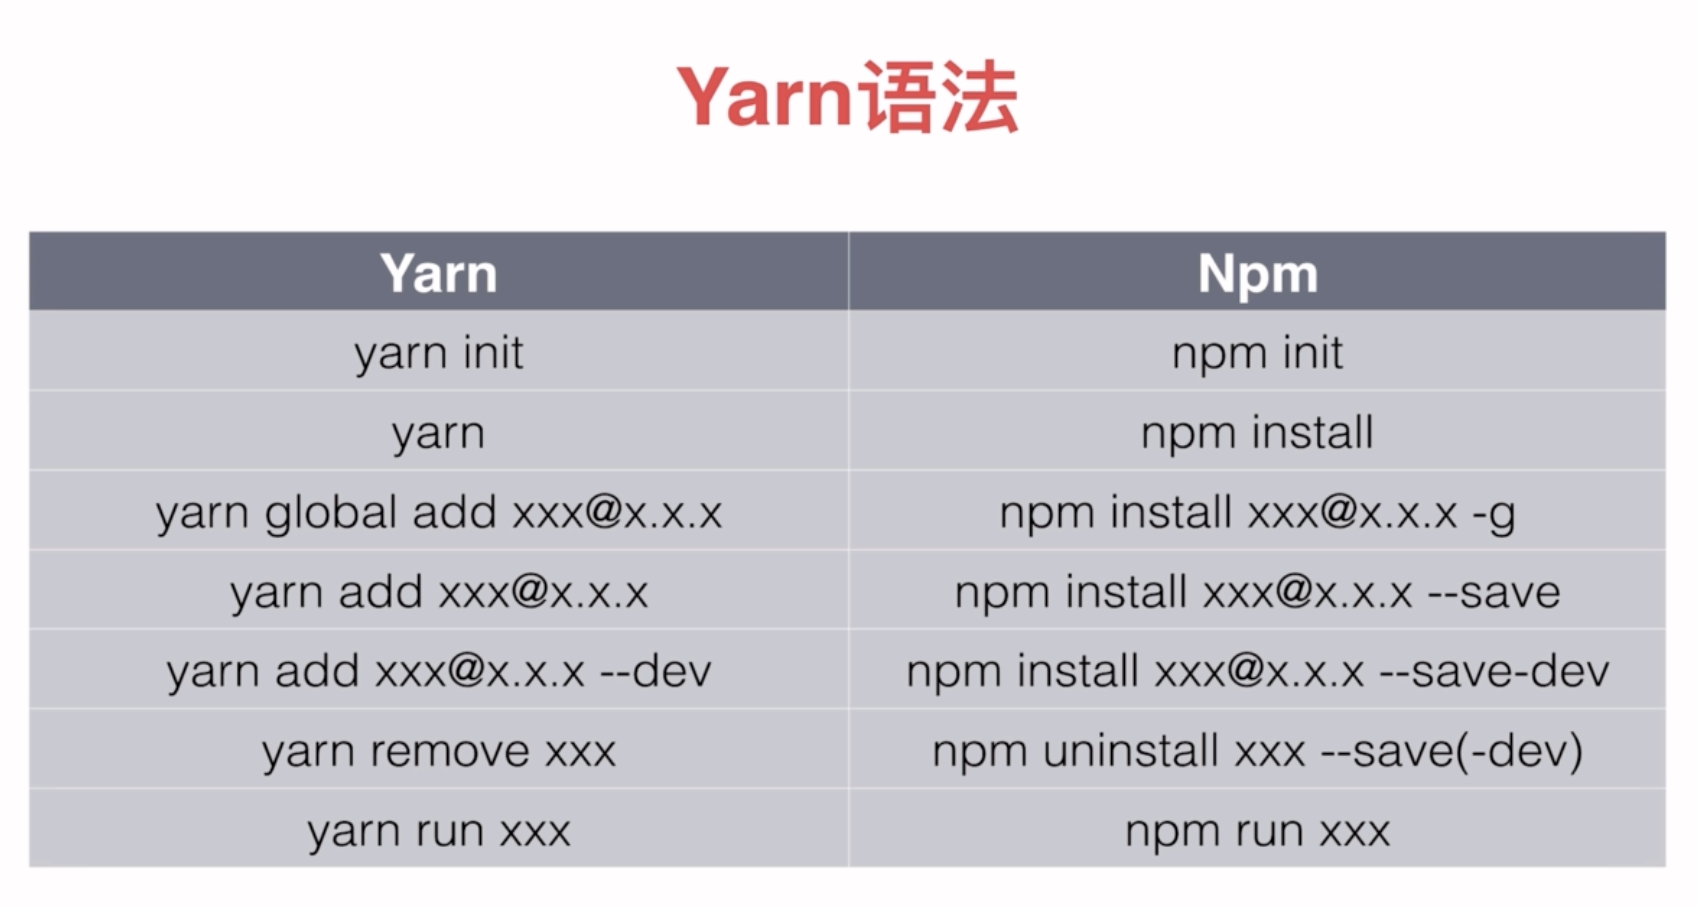 Yarn语法
Yarn Npm
yarn init npm init
yarn npm install
yarn global add xxx@x.x.x npm install xxx@x.x.x -g
yarn add xxx@x.x.x npm install xxx@x.x.x --save
yarn add xxx@x.x.x --dev npm install xxx@x.x.x --save-dev
yarn remove xxx npm uninstall xxx --save(-dev)
yarn run xxx npm run xxx